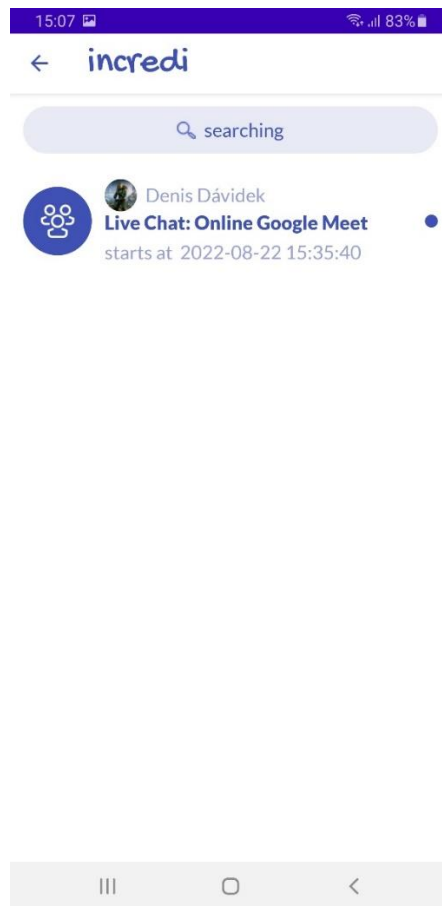 15:07 83%
incredi
searching
Denis Dávidek
Live Chat: Online Google Meet
starts at 2022-08-22 15:35:40